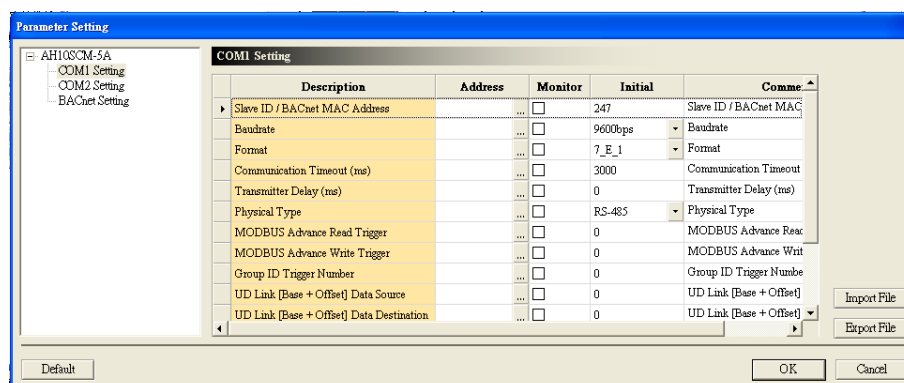 Parameter Setting
AH10SCM-5A
COM1 Setting
COM2 Setting
BACnet Setting
COM1 Setting
Description Address Monitor Initial Comme
Slave ID / BACnet MAC Address ... 247 Slave ID / BACnet MAC
Baudrate ... 9600bps Baudrate
Format ... 7_E_1 Format
Communication Timeout (ms) ... 3000 Communication Timeout
Transmitter Delay (ms) ... 0 Transmitter Delay (ms)
Physical Type ... RS-485 Physical Type
MODBUS Advance Read Trigger ... 0 MODBUS Advance Read
MODBUS Advance Write Trigger ... 0 MODBUS Advance Writ
Group ID Trigger Number ... 0 Group ID Trigger Numbe
UD Link [Base + Offset] Data Source ... 0 UD Link [Base + Offset]
UD Link [Base + Offset] Data Destination ... 0 UD Link [Base + Offset]
Import File
Export File
Default OK Cancel